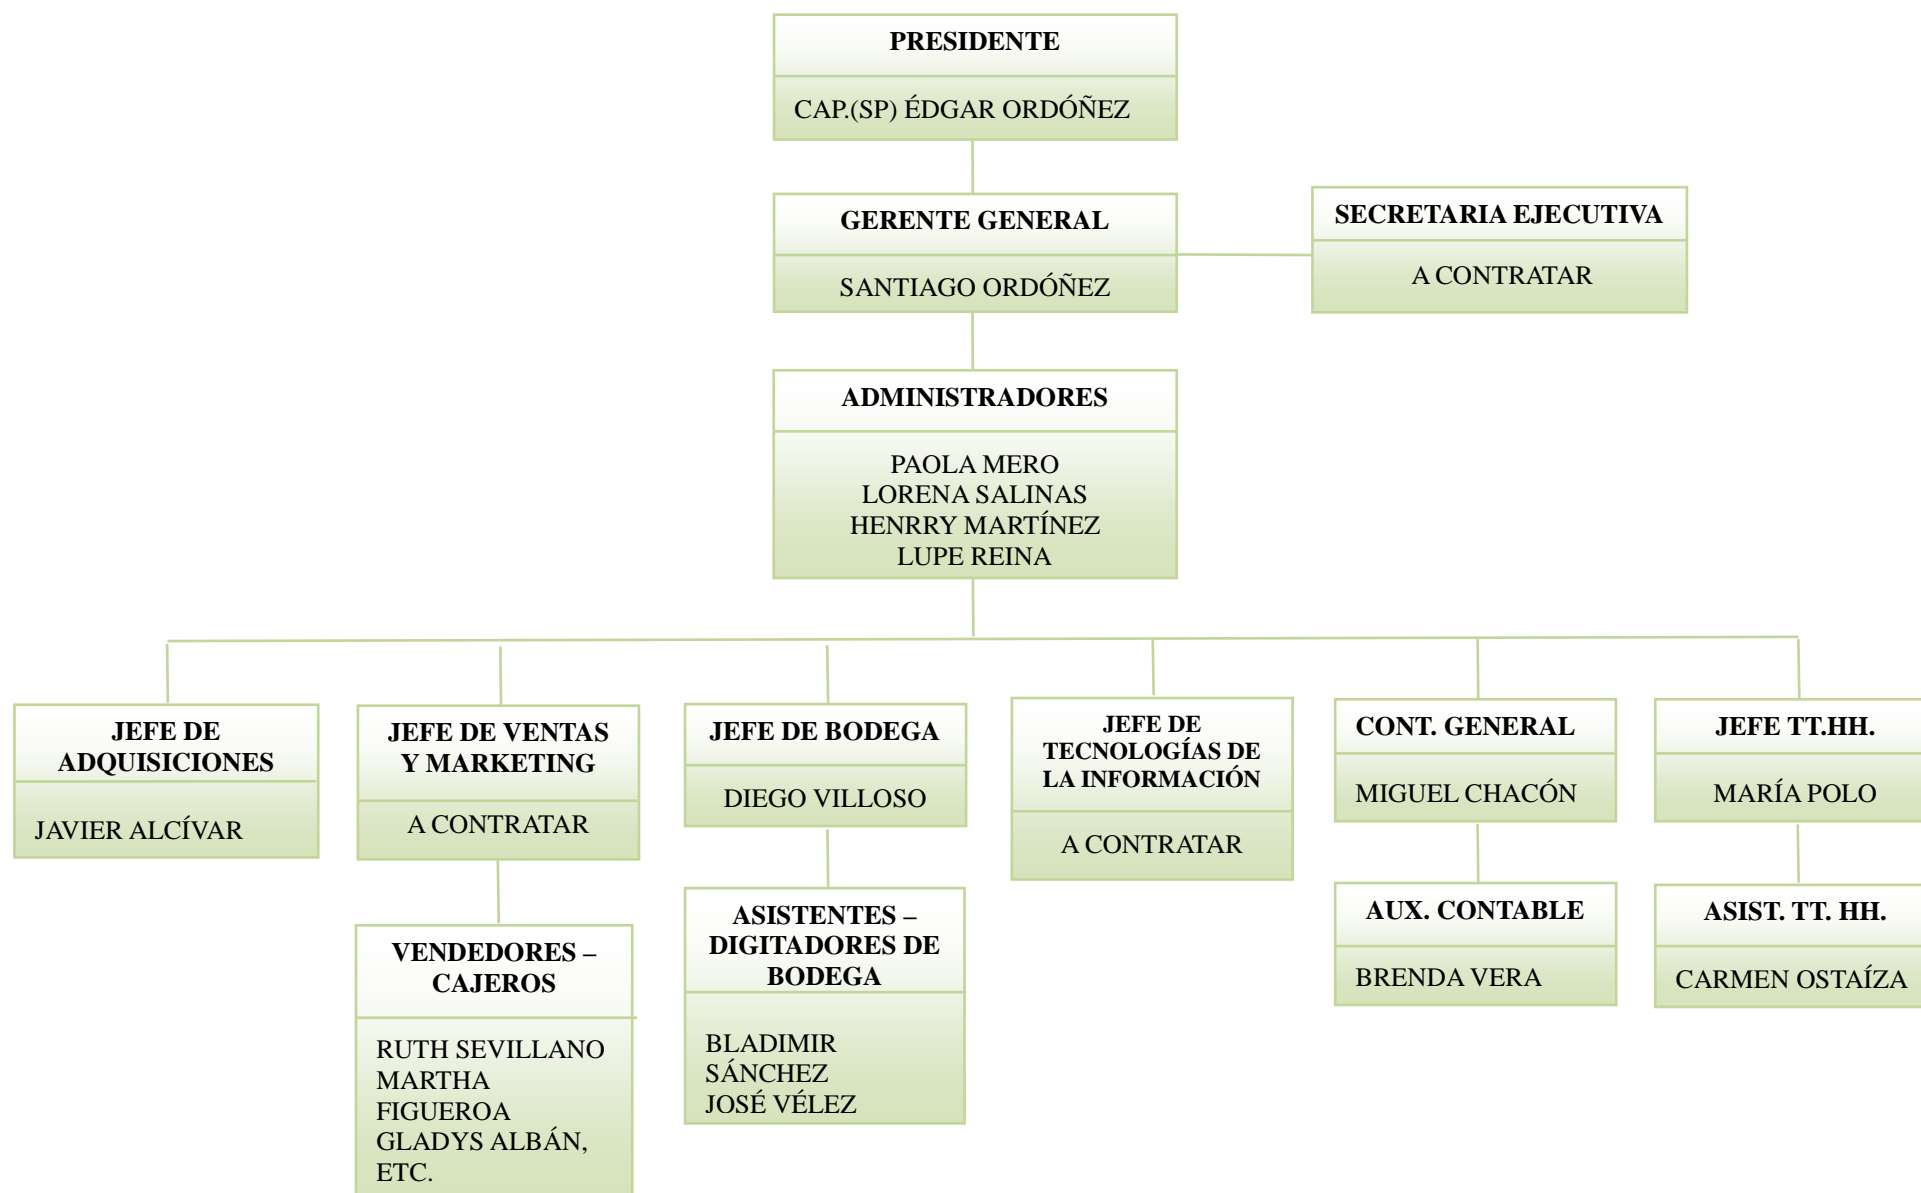 PRESIDENTE
CAP.(SP) ÉDGAR ORDÓÑEZ
GERENTE GENERAL
SANTIAGO ORDÓÑEZ
SECRETARIA EJECUTIVA
A CONTRATAR
ADMINISTRADORES
PAOLA MERO
LORENA SALINAS
HENRRY MARTÍNEZ
LUPE REINA
JEFE DE
ADQUISICIONES
JAVIER ALCÍVAR
JEFE DE VENTAS
Y MARKETING
A CONTRATAR
JEFE DE BODEGA
DIEGO VILLOSO
JEFE DE
TECNOLOGÍAS DE
LA INFORMACIÓN
A CONTRATAR
CONT. GENERAL
MIGUEL CHACÓN
JEFE TT.HH.
MARÍA POLO
VENDEDORES –
CAJEROS
RUTH SEVILLANO
MARTHA
FIGUEROA
GLADYS ALBÁN,
ETC.
ASISTENTES –
DIGITADORES DE
BODEGA
BLADIMIR
SÁNCHEZ
JOSÉ VÉLEZ
AUX. CONTABLE
BRENDA VERA
ASIST. TT. HH.
CARMEN OSTAÍZA